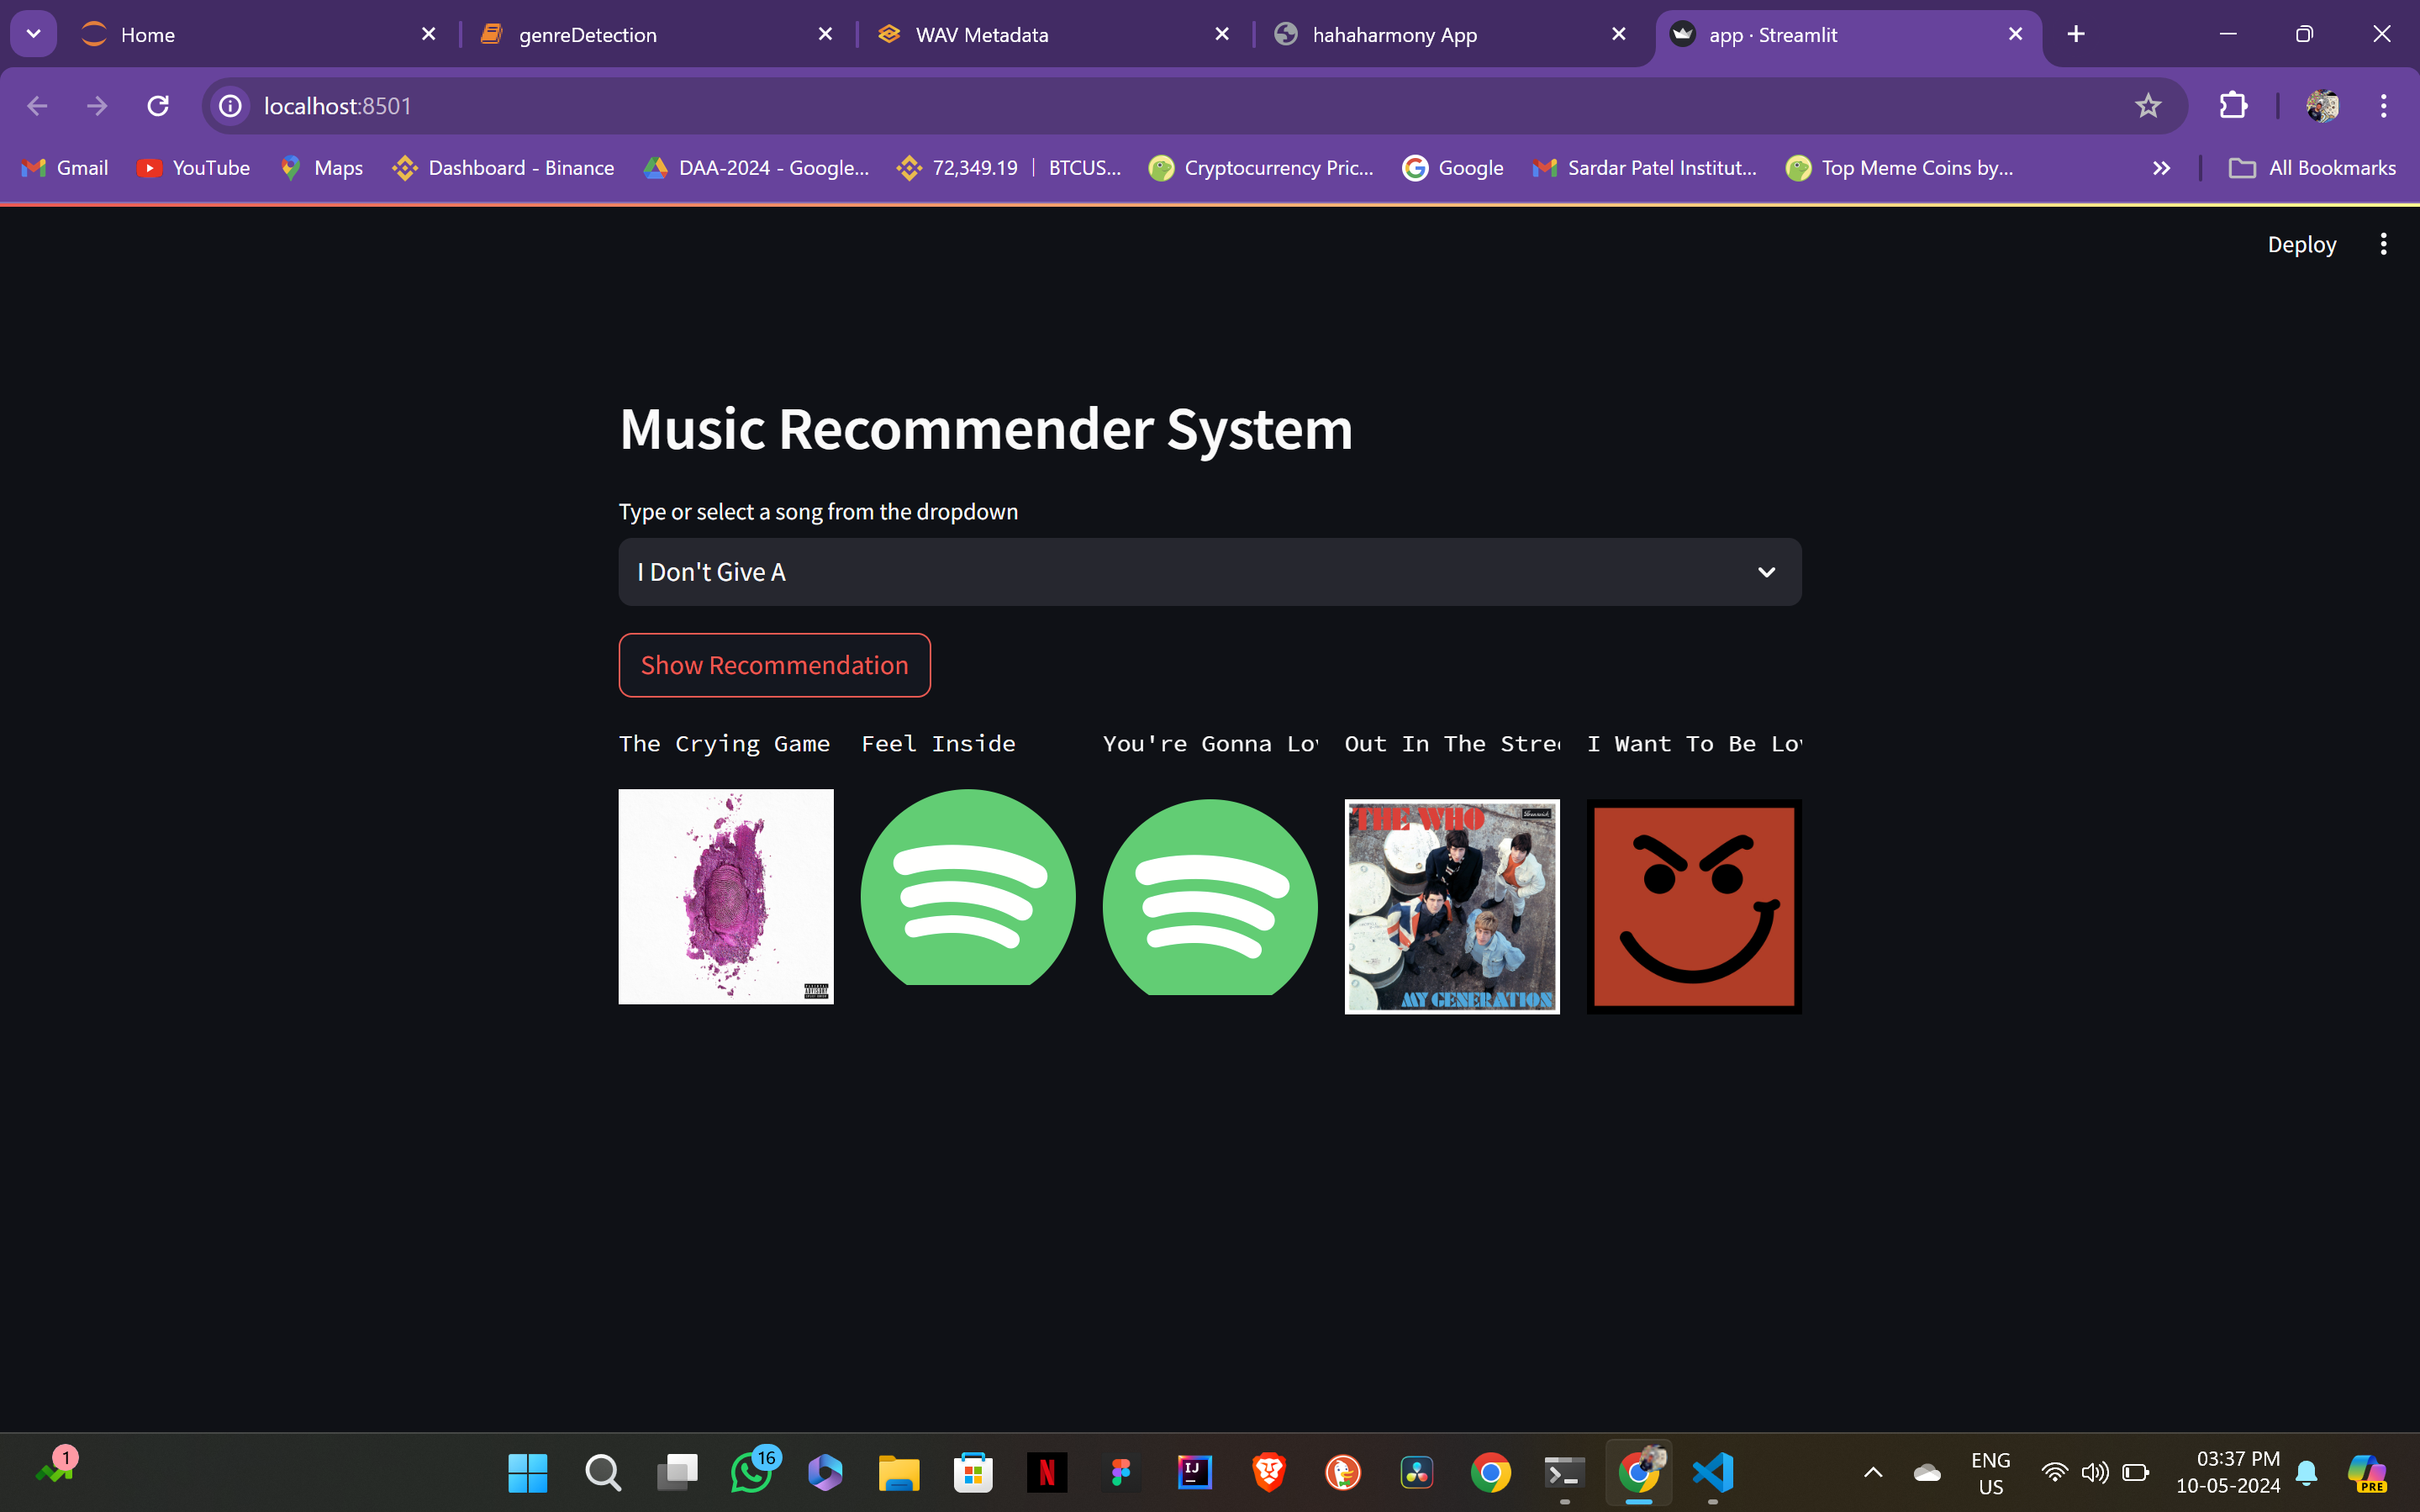 Home
genreDetection
WAV Metadata
hahaharmony App
app · Streamlit
localhost:8501
Gmail
YouTube
Maps
Dashboard - Binance
DAA-2024 - Google...
72,349.19 | BTCUS...
Cryptocurrency Pric...
Google
Sardar Patel Institut...
Top Meme Coins by...
All Bookmarks
Deploy
Music Recommender System
Type or select a song from the dropdown
I Don't Give A
Show Recommendation
The Crying Game
Feel Inside
You're Gonna Lov
Out In The Stree
I Want To Be Lov
THE WHO
MY GENERATION
1
16
N
IJ
ENG
US
03:37 PM
10-05-2024
PRE